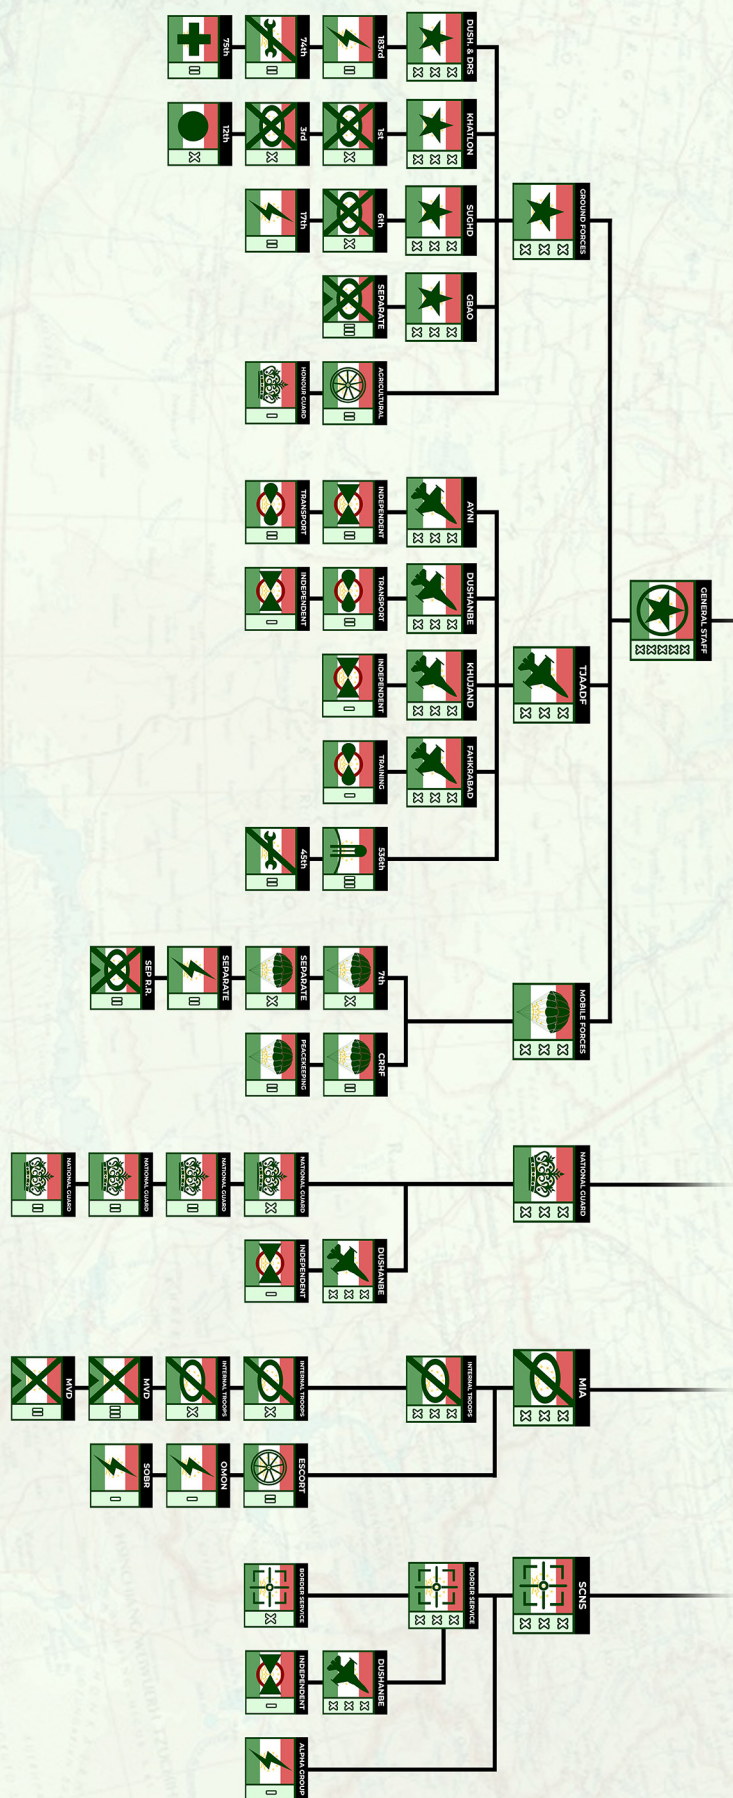 GENERAL STAFF
GROUND FORCES
TJAADF
MOBILE FORCES
NATIONAL GUARD
MIA
SCNS
DUSH. & DRS
KHATLON
SUGHD
GBAO
AYNI
DUSHANBE
KHUJAND
FAHKRABAD
INTERNAL TROOPS
BORDER SERVICE
183rd
1st
6th
SEPARATE
AGRICULTURAL
INDEPENDENT
TRANSPORT
INDEPENDENT
TRAINING
536th
7th
CRRF
DUSHANBE
DUSHANBE
74th
3rd
17th
HONOUR GUARD
TRANSPORT
INDEPENDENT
45th
SEPARATE
PEACEKEEPING
NATIONAL GUARD
INDEPENDENT
INTERNAL TROOPS
ESCORT
BORDER SERVICE
INDEPENDENT
ALPHA GROUP
75th
12th
SEPARATE
NATIONAL GUARD
INTERNAL TROOPS
OMON
SEP R.R.
NATIONAL GUARD
MVD
SOBR
NATIONAL GUARD
MVD